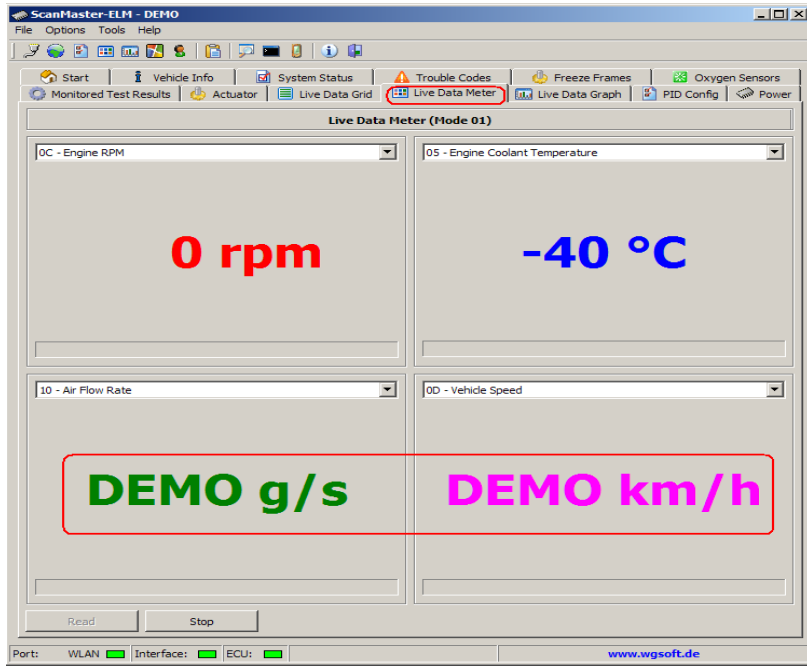 ScanMaster-ELM - DEMO
File Options Tools Help
Start Vehicle Info System Status Trouble Codes Freeze Frames Oxygen Sensors
Monitored Test Results Actuator Live Data Grid Live Data Meter Live Data Graph PID Config Power
Live Data Meter (Mode 01)
0C - Engine RPM 05 - Engine Coolant Temperature
0 rpm -40 °C
10 - Air Flow Rate 0D - Vehicle Speed
DEMO g/s DEMO km/h
Read Stop
Port: WLAN Interface: ECU: www.wgsoft.de